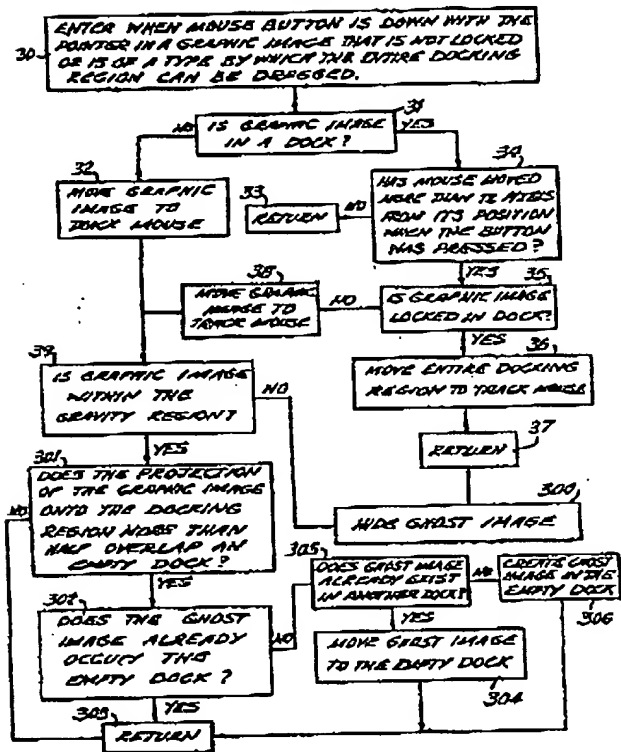 ENTER WHEN MOUSE BUTTON IS DOWN WITH THE
POINTER IN A GRAPHIC IMAGE THAT IS NOT LOCKED
OR IS OF A TYPE BY WHICH THE ENTIRE DOCKING
REGION CAN BE DRAGGED.
30
31
NO
IS GRAPHIC IMAGE
IN A DOCK?
YES
32
MOVE GRAPHIC
IMAGE TO
TRACK MOUSE
33
RETURN
NO
34
HAS MOUSE MOVED
MORE THAN 12 PIXELS
FROM ITS POSITION
WHEN THE BUTTON
WAS PRESSED?
YES
35
IS GRAPHIC IMAGE
LOCKED IN DOCK?
NO
38
MOVE GRAPHIC
IMAGE TO
TRACK MOUSE
YES
36
MOVE ENTIRE DOCKING
REGION TO TRACK MOUSE
37
RETURN
39
IS GRAPHIC IMAGE
WITHIN THE
GRAVITY REGION?
NO
300
HIDE GHOST IMAGE
YES
301
DOES THE PROJECTION
OF THE GRAPHIC IMAGE
ONTO THE DOCKING
REGION MORE THAN
HALF OVERLAP AN
EMPTY DOCK?
NO
YES
302
DOES THE GHOST
IMAGE ALREADY
OCCUPY THE
EMPTY DOCK?
NO
305
DOES GHOST IMAGE
ALREADY EXIST
IN ANOTHER DOCK?
NO
CREATE GHOST
IMAGE IN THE
EMPTY DOCK
306
YES
MOVE GHOST IMAGE
TO THE EMPTY DOCK
304
YES
303
RETURN